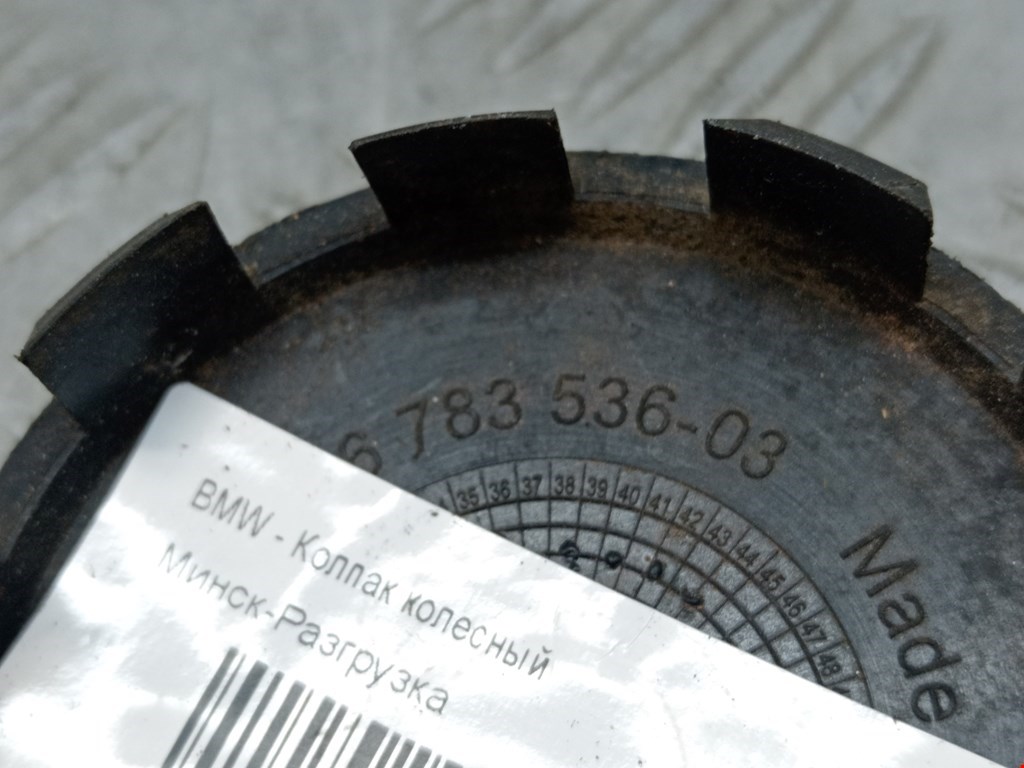 6 783 536-03
35 36 37 38 39 40 41 42 43 44 45 46 47 48
Made
BMW - Колпак колесный
Минск-Разгрузка